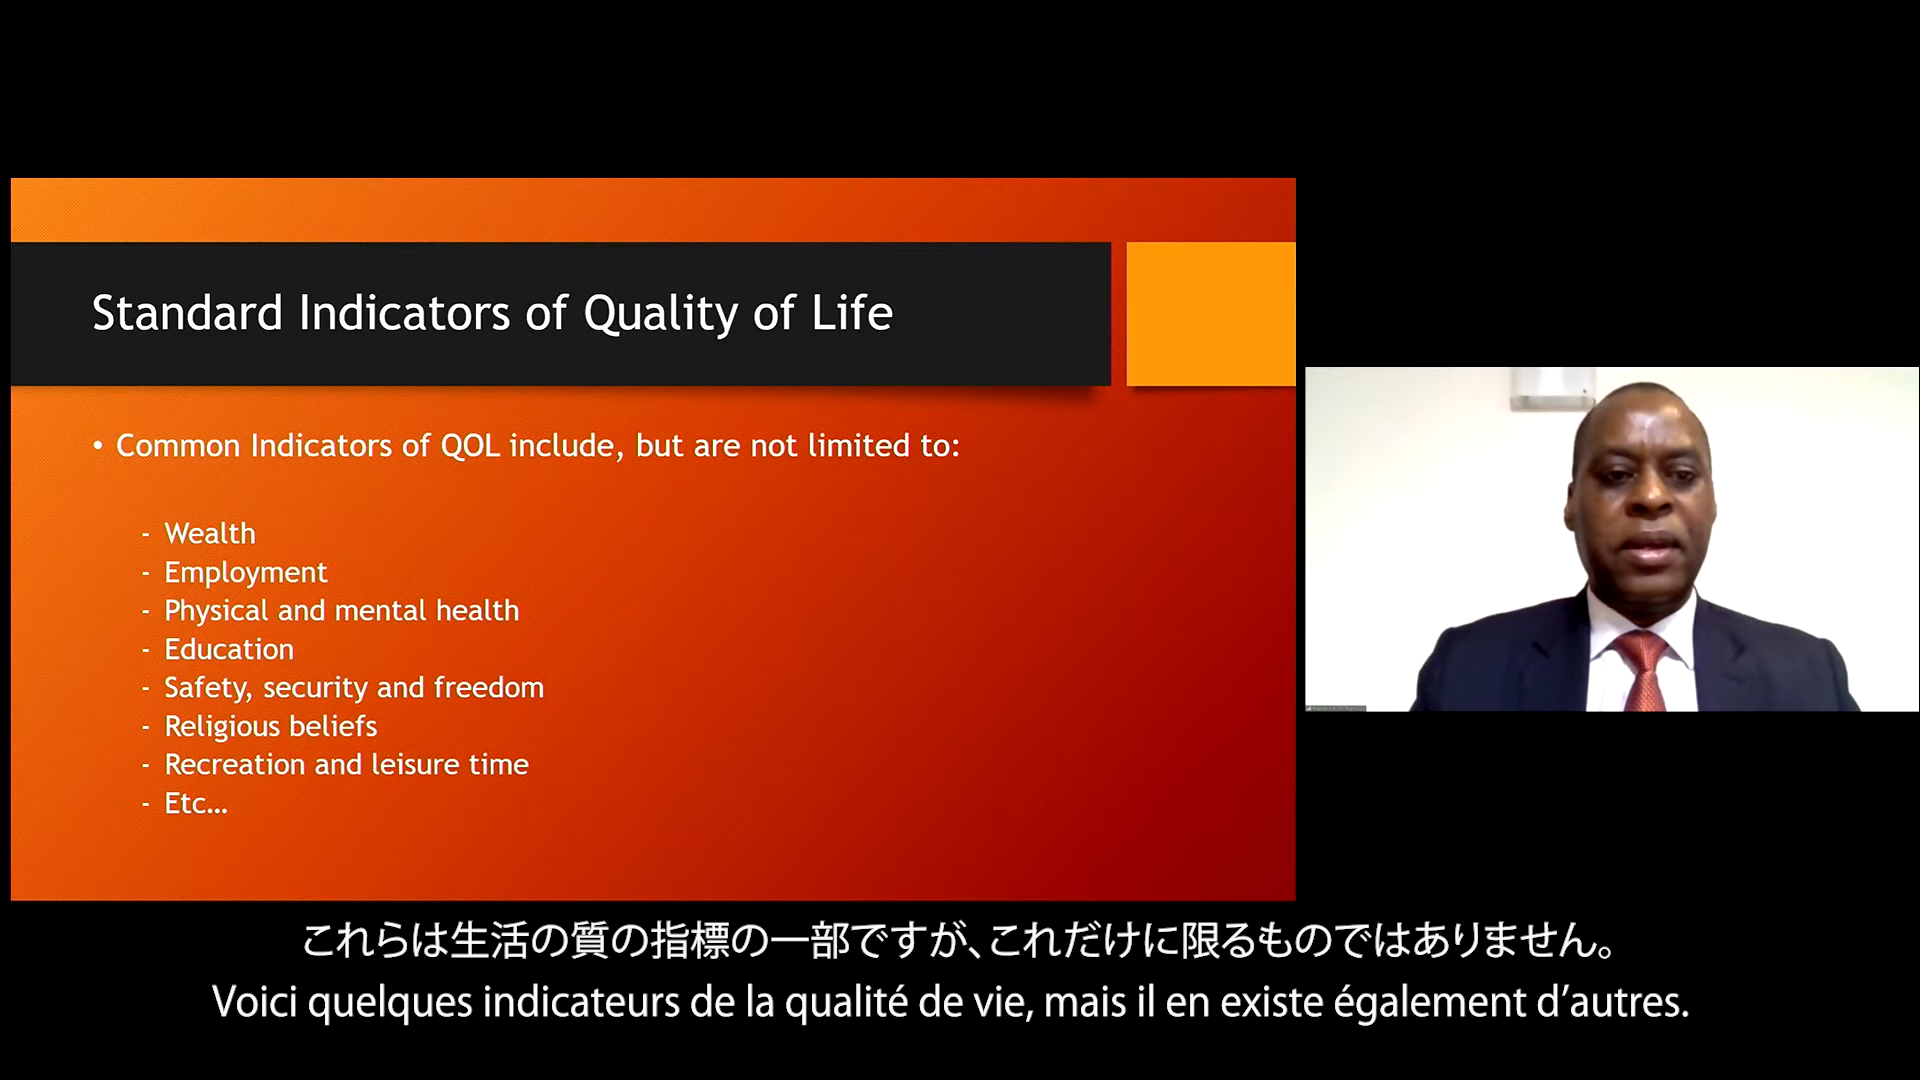 Standard Indicators of Quality of Life
• Common Indicators of QOL include, but are not limited to:
- Wealth
- Employment
- Physical and mental health
- Education
- Safety, security and freedom
- Religious beliefs
- Recreation and leisure time
- Etc…
これらは生活の質の指標の一部ですが、これだけに限るものではありません。
Voici quelques indicateurs de la qualité de vie, mais il en existe également d’autres.